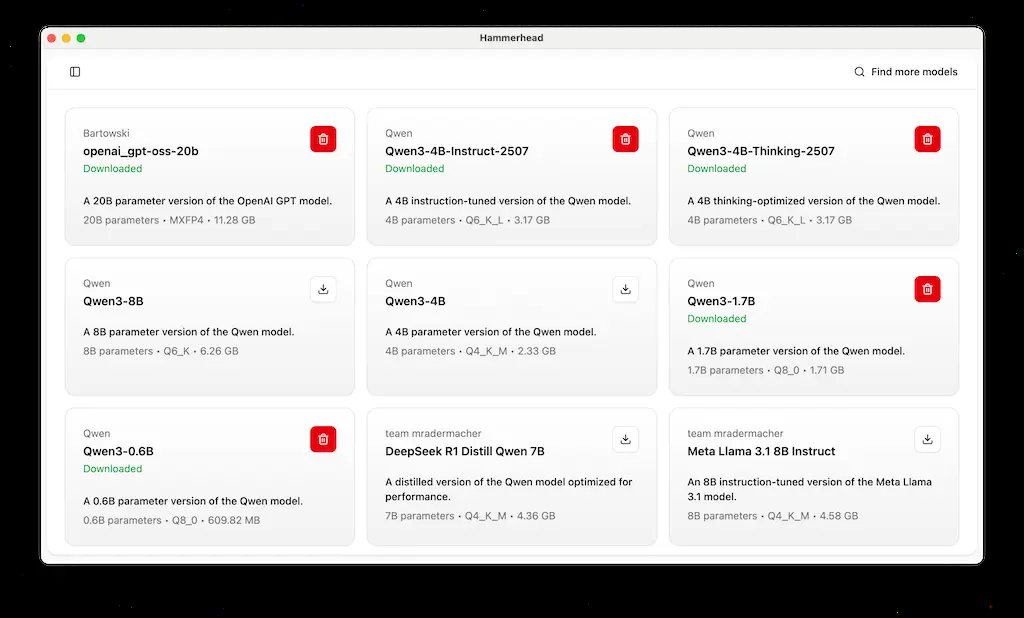 Hammerhead
Find more models
Bartowski
openai_gpt-oss-20b
Downloaded
A 20B parameter version of the OpenAI GPT model.
20B parameters • MXFP4 • 11.28 GB
Qwen
Qwen3-4B-Instruct-2507
Downloaded
A 4B instruction-tuned version of the Qwen model.
4B parameters • Q6_K_L • 3.17 GB
Qwen
Qwen3-4B-Thinking-2507
Downloaded
A 4B thinking-optimized version of the Qwen model.
4B parameters • Q6_K_L • 3.17 GB
Qwen
Qwen3-8B
A 8B parameter version of the Qwen model.
8B parameters • Q6_K • 6.26 GB
Qwen
Qwen3-4B
A 4B parameter version of the Qwen model.
4B parameters • Q4_K_M • 2.33 GB
Qwen
Qwen3-1.7B
Downloaded
A 1.7B parameter version of the Qwen model.
1.7B parameters • Q8_0 • 1.71 GB
Qwen
Qwen3-0.6B
Downloaded
A 0.6B parameter version of the Qwen model.
0.6B parameters • Q8_0 • 609.82 MB
team mradermacher
DeepSeek R1 Distill Qwen 7B
A distilled version of the Qwen model optimized for
performance.
7B parameters • Q4_K_M • 4.36 GB
team mradermacher
Meta Llama 3.1 8B Instruct
An 8B instruction-tuned version of the Meta Llama
3.1 model.
8B parameters • Q4_K_M • 4.58 GB